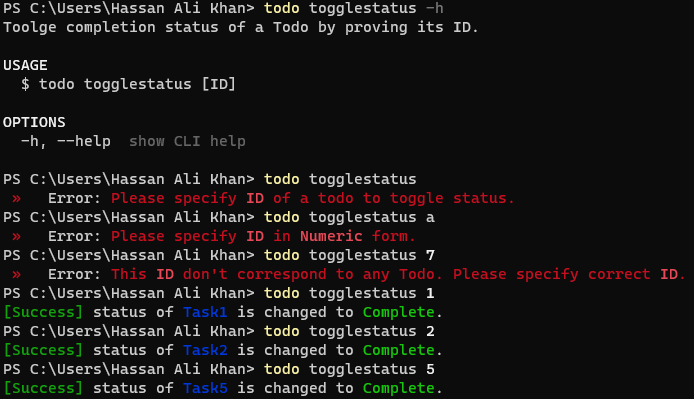 PS C:\Users\Hassan Ali Khan> todo togglestatus -h
Toolge completion status of a Todo by proving its ID.
USAGE
$ todo togglestatus [ID]
OPTIONS
-h, --help  show CLI help
PS C:\Users\Hassan Ali Khan> todo togglestatus
»   Error: Please specify ID of a todo to toggle status.
PS C:\Users\Hassan Ali Khan> todo togglestatus a
»   Error: Please specify ID in Numeric form.
PS C:\Users\Hassan Ali Khan> todo togglestatus 7
»   Error: This ID don't correspond to any Todo. Please specify correct ID.
PS C:\Users\Hassan Ali Khan> todo togglestatus 1
[Success] status of Task1 is changed to Complete.
PS C:\Users\Hassan Ali Khan> todo togglestatus 2
[Success] status of Task2 is changed to Complete.
PS C:\Users\Hassan Ali Khan> todo togglestatus 5
[Success] status of Task5 is changed to Complete.